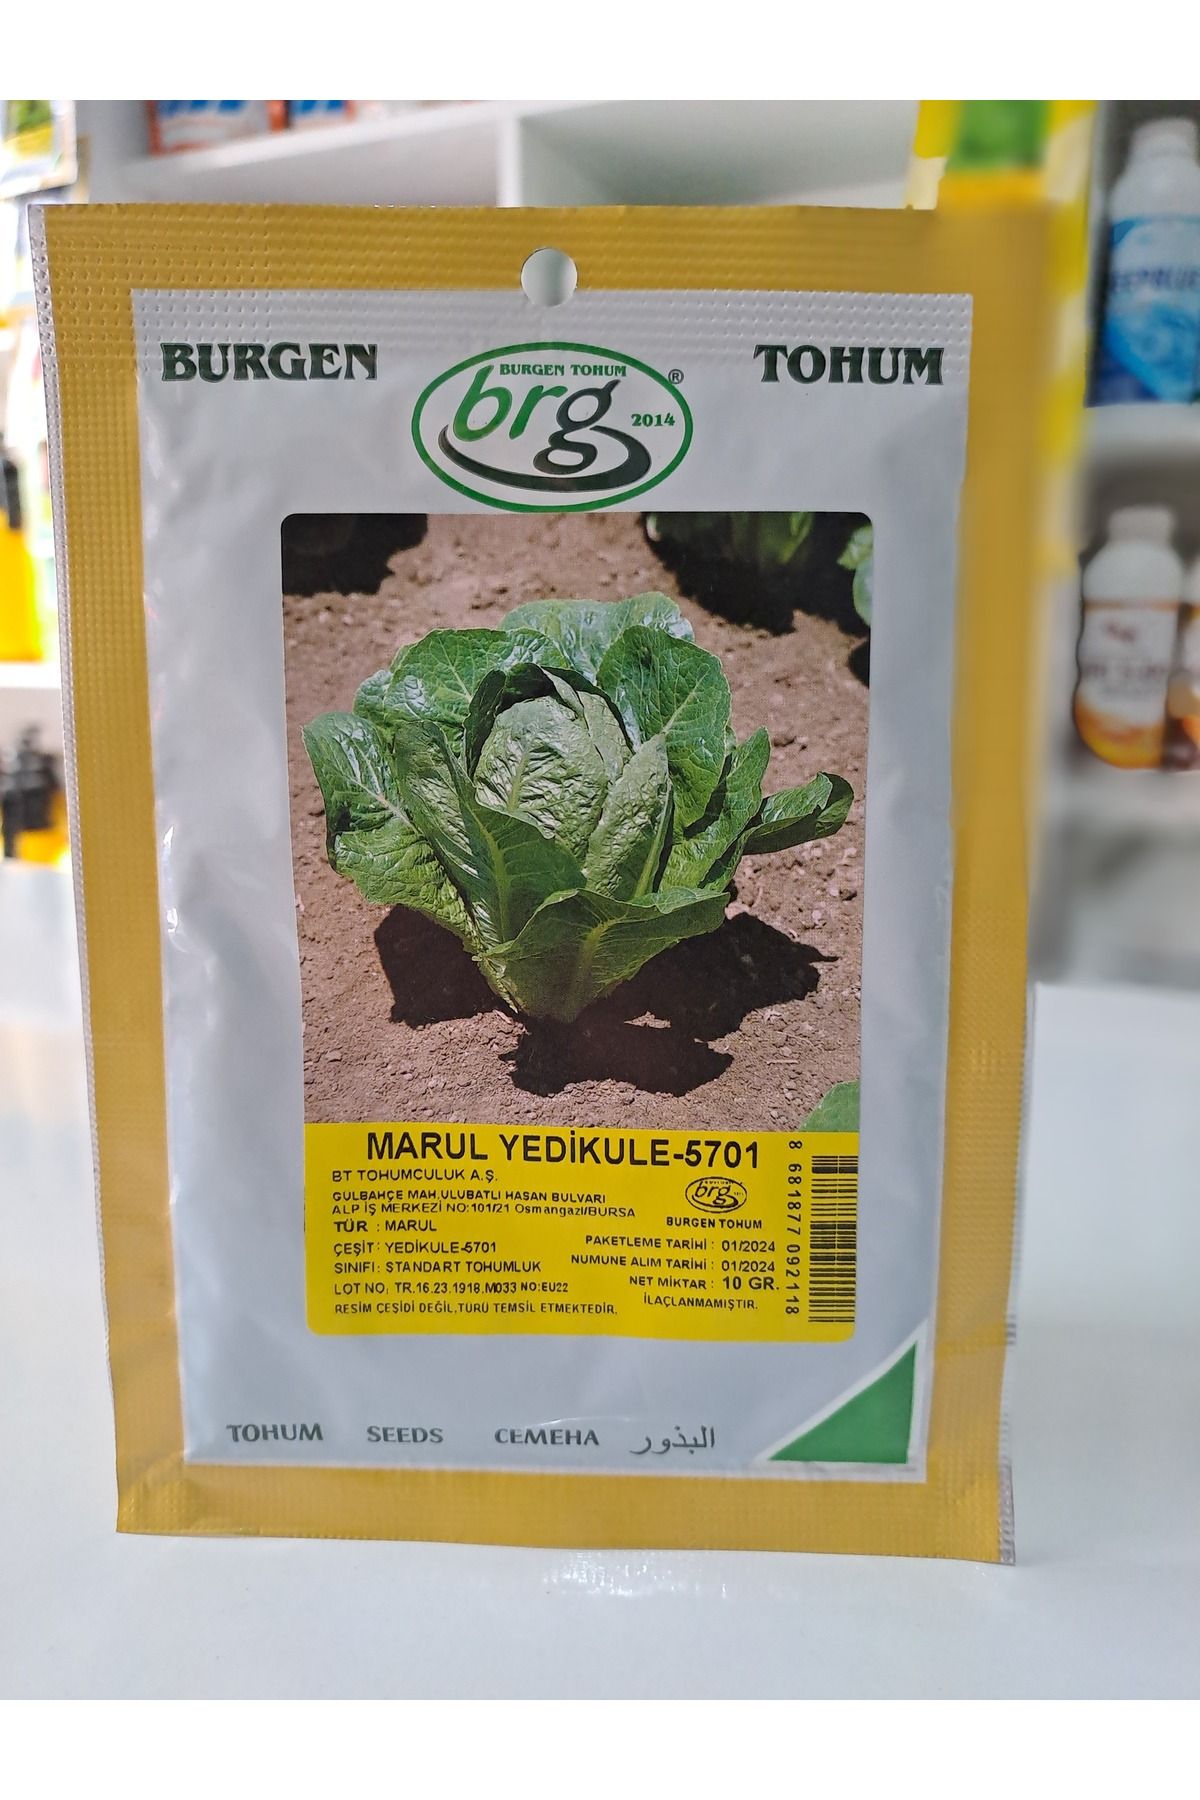 BURGEN
TOHUM
BURGEN TOHUM
brg
®
2014
MARUL YEDİKULE-5701
BT TOHUMCULUK A.Ş.
GÜLBAHÇE MAH.ULUBATLI HASAN BULVARI
ALP İŞ MERKEZİ NO:101/21 Osmangazi/BURSA
TÜR : MARUL
ÇEŞİT: YEDİKULE-5701
SINIFI: STANDART TOHUMLUK
LOT NO: TR.16.23.1918.M033 NO:EU22
RESİM ÇEŞİDİ DEĞİL,TÜRÜ TEMSİL ETMEKTEDİR.
brg
BURGEN TOHUM
PAKETLEME TARİHİ : 01/2024
NUMUNE ALIM TARİHİ : 01/2024
NET MİKTAR : 10 GR.
İLAÇLANMAMIŞTIR.
8 681877 092118
TOHUM SEEDS СЕМЕНА البذور